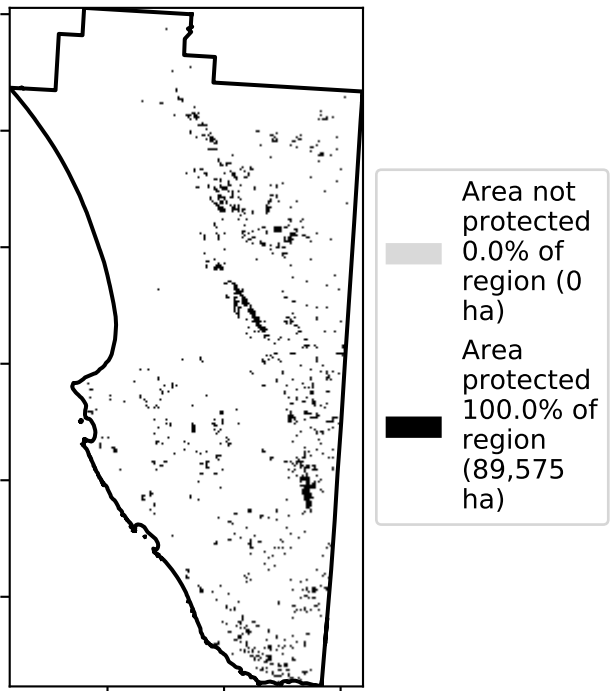 Area not
protected
0.0% of
region (0
ha)
Area
protected
100.0% of
region
(89,575
ha)